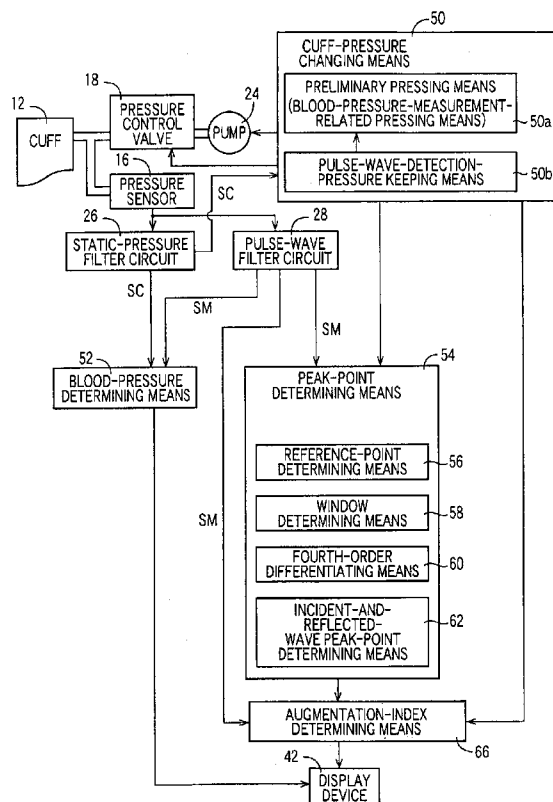 50
CUFF-PRESSURE
CHANGING MEANS
PRELIMINARY PRESSING MEANS
(BLOOD-PRESSURE-MEASUREMENT-
RELATED PRESSING MEANS)
50a
PULSE-WAVE-DETECTION-
PRESSURE KEEPING MEANS
50b
12
CUFF
18
PRESSURE
CONTROL
VALVE
24
PUMP
16
PRESSURE
SENSOR
SC
26
STATIC-PRESSURE
FILTER CIRCUIT
28
PULSE-WAVE
FILTER CIRCUIT
SC
SM
SM
52
BLOOD-PRESSURE
DETERMINING MEANS
54
PEAK-POINT
DETERMINING MEANS
REFERENCE-POINT
DETERMINING MEANS
56
WINDOW
DETERMINING MEANS
58
SM
FOURTH-ORDER
DIFFERENTIATING MEANS
60
INCIDENT-AND-
REFLECTED-
WAVE PEAK-POINT
DETERMINING MEANS
62
AUGMENTATION-INDEX
DETERMINING MEANS
66
42
DISPLAY
DEVICE